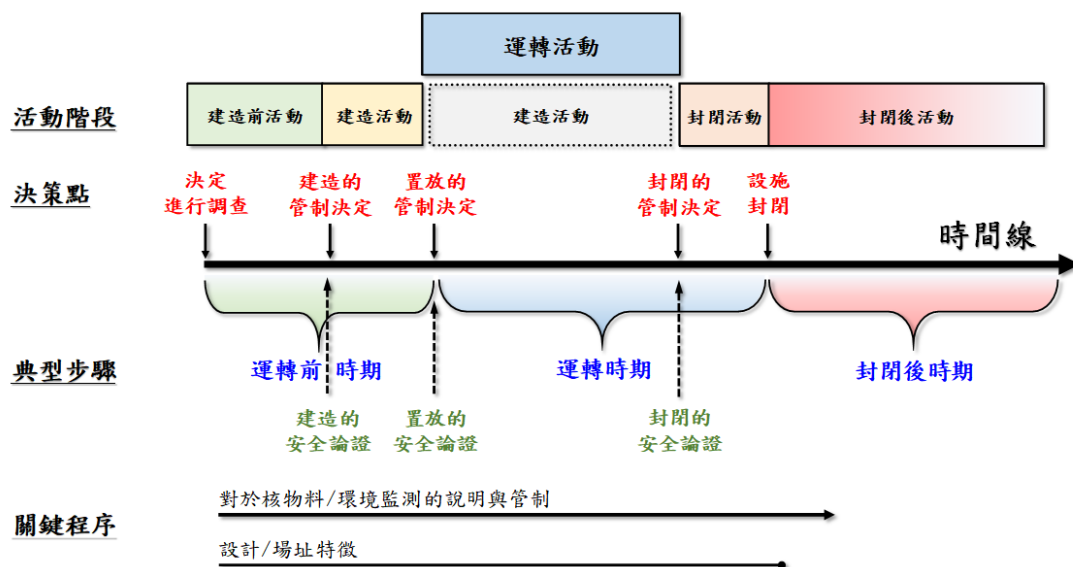 運轉活動
活動階段
建造前活動
建造活動
建造活動
封閉活動
封閉後活動
決策點
決定
進行調查
建造的
管制決定
置放的
管制決定
封閉的
管制決定
設施
封閉
時間線
典型步驟
運轉前 時期
運轉時期
封閉後時期
建造的
安全論證
置放的
安全論證
封閉的
安全論證
關鍵程序
對於核物料/環境監測的說明與管制
設計/場址特徵